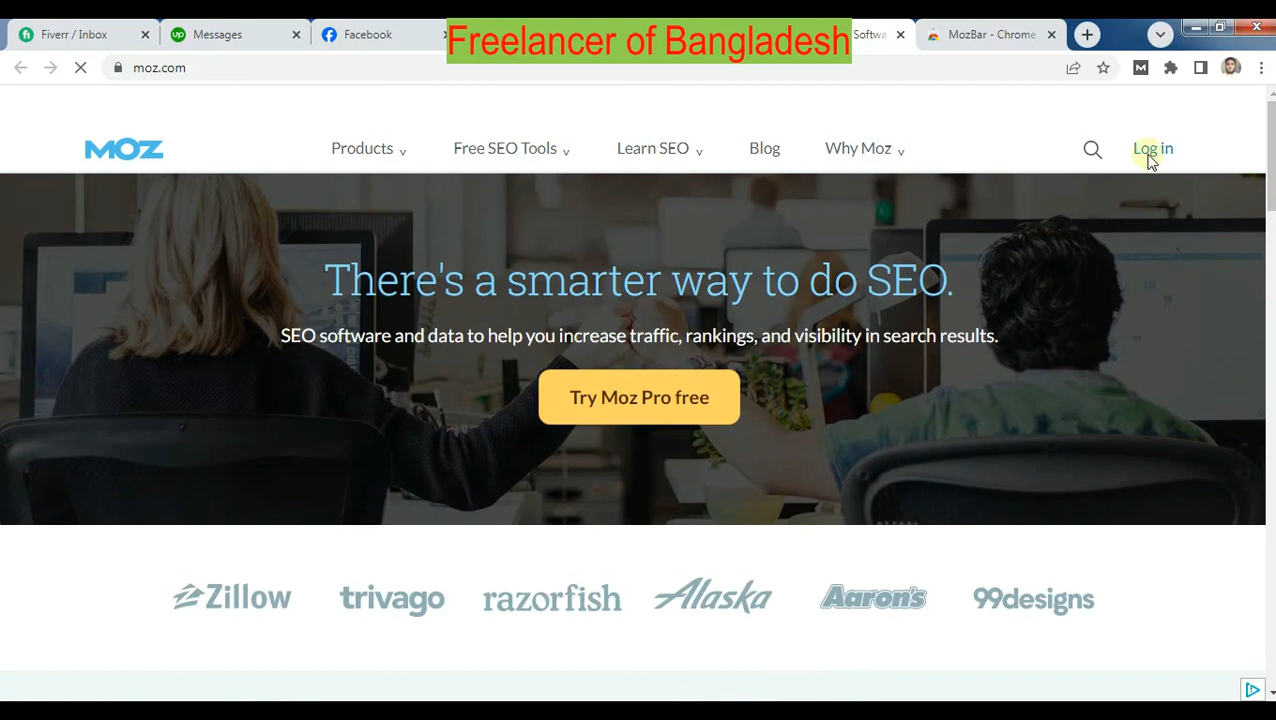 Freelancer of Bangladesh
Fiverr / Inbox
Messages
Facebook
Softwa
MozBar - Chrome
moz.com
MOZ
Products
Free SEO Tools
Learn SEO
Blog
Why Moz
Log in
There's a smarter way to do SEO.
SEO software and data to help you increase traffic, rankings, and visibility in search results.
Try Moz Pro free
Zillow
trivago
razorfish
Alaska
Aaron's
99designs